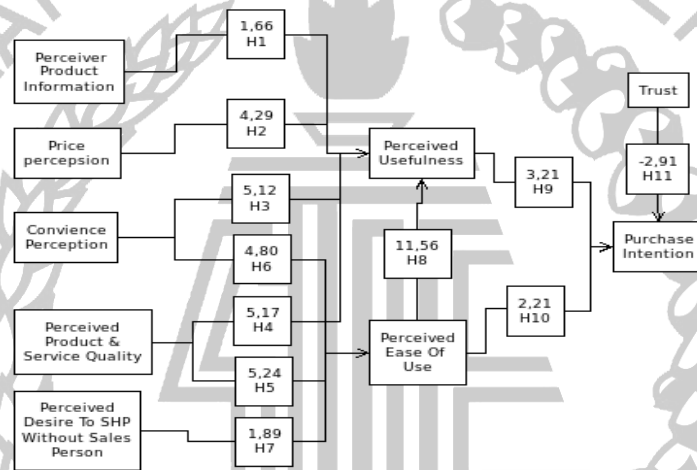 Perceiver
Product
Information
1,66
H1
Price
percepsion
4,29
H2
Convience
Perception
5,12
H3
4,80
H6
Perceived
Product &
Service Quality
5,17
H4
5,24
H5
Perceived
Desire To SHP
Without Sales
Person
1,89
H7
Perceived
Usefulness
11,56
H8
Perceived
Ease Of
Use
3,21
H9
2,21
H10
Trust
-2,91
H11
Purchase
Intention